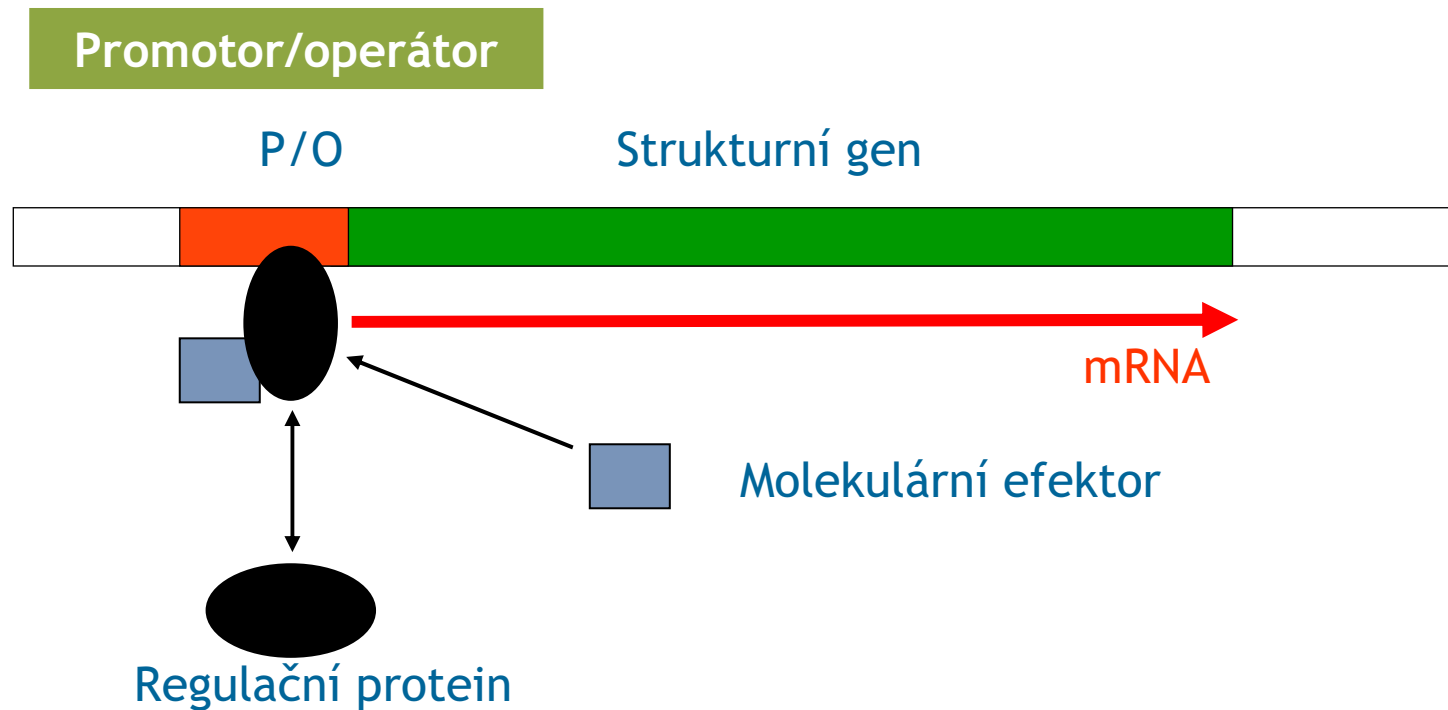 Promotor/operátor
P/O
Strukturní gen
mRNA
Molekulární efektor
Regulační protein